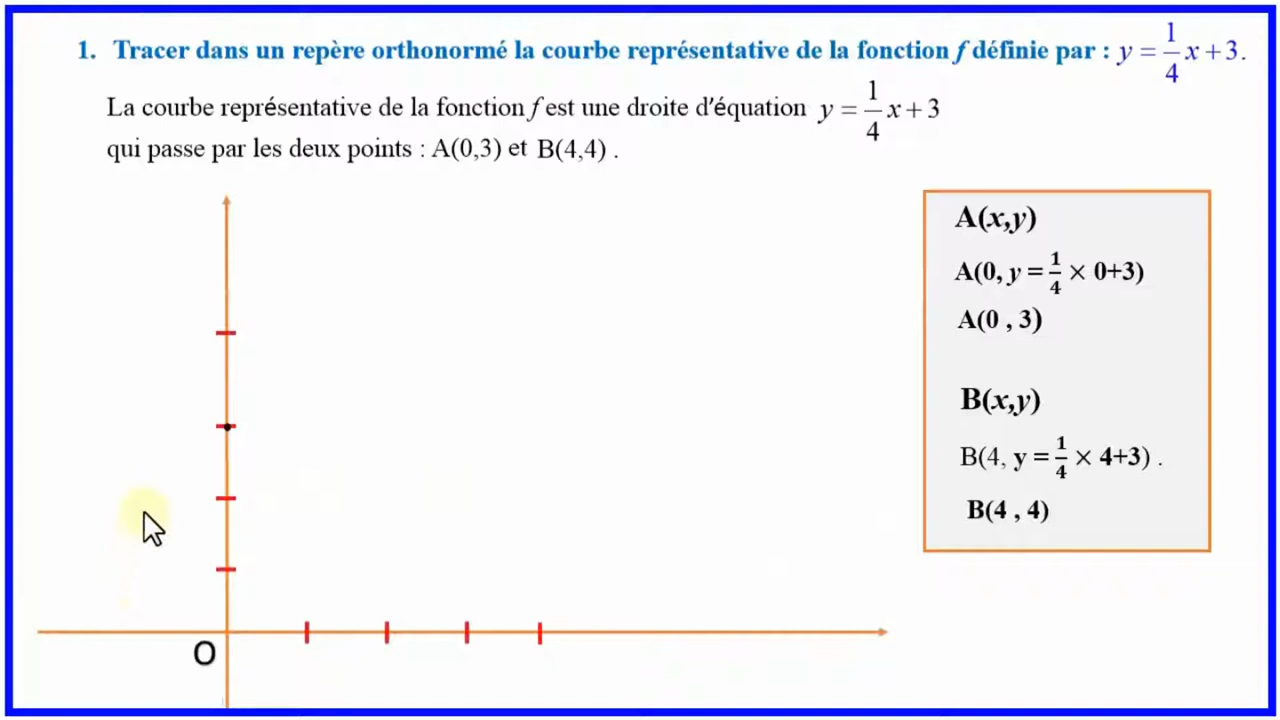 1. Tracer dans un repère orthonormé la courbe représentative de la fonction f définie par : y = 1/4 x + 3.
La courbe représentative de la fonction f est une droite d'équation y = 1/4 x + 3
qui passe par les deux points : A(0,3) et B(4,4) .
A(x,y)
A(0, y = 1/4 × 0+3)
A(0 , 3)
B(x,y)
B(4, y = 1/4 × 4+3) .
B(4 , 4)
O